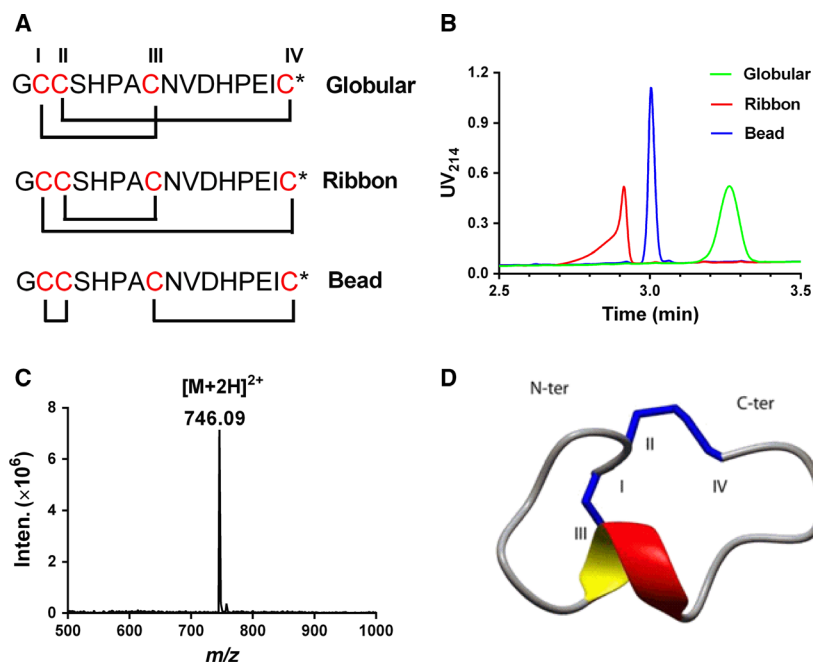 A
I II III IV
GCCSHPACNVDHPEIC* Globular
GCCSHPACNVDHPEIC* Ribbon
GCCSHPACNVDHPEIC* Bead
B
1.2
0.9
0.6
0.3
0.0
UV214
2.5 3.0 3.5
Time (min)
Globular
Ribbon
Bead
C
[M+2H]2+
746.09
8
6
4
2
0
Inten. (×10⁶)
500 600 700 800 900 1000
m/z
D
N-ter
C-ter
II
I
IV
III